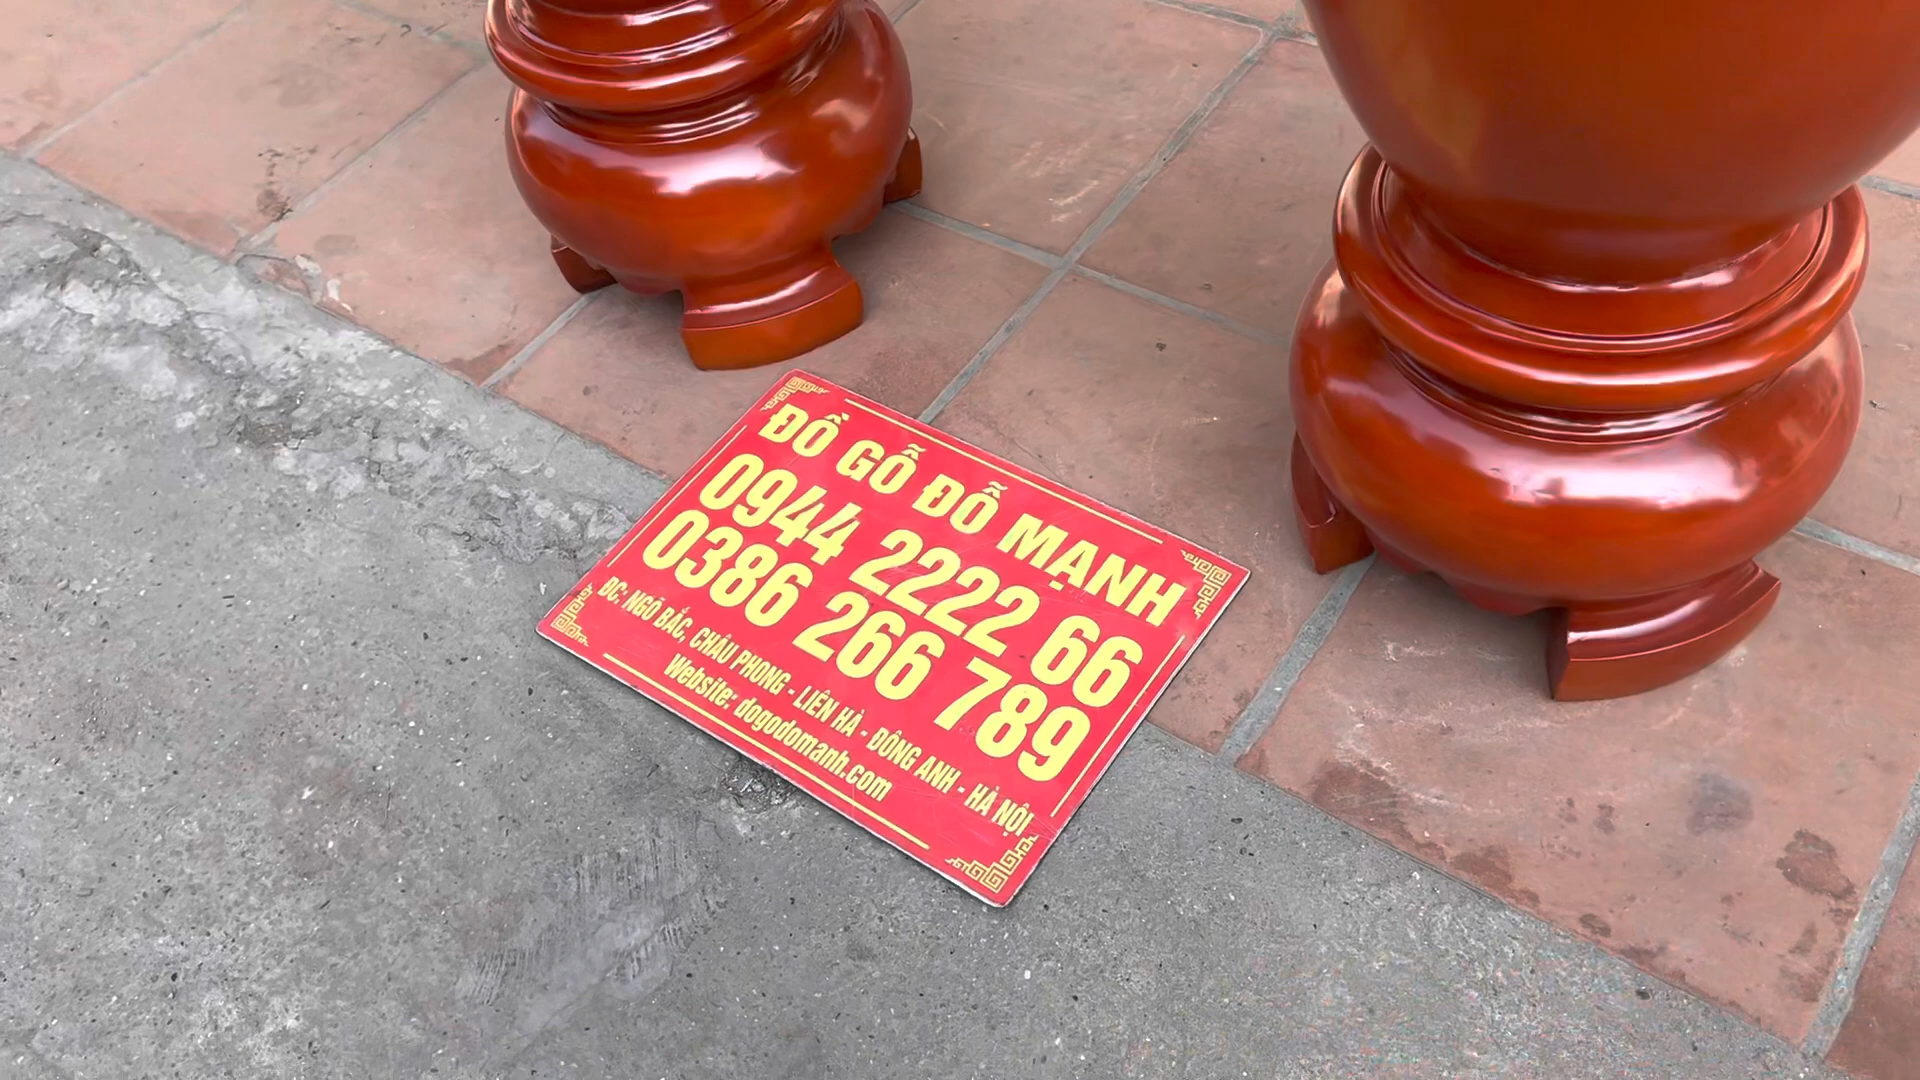 ĐỒ GỖ ĐỖ MẠNH
0944 2222 66
0386 266 789
ĐC: NGÕ BẮC, CHÂU PHONG - LIÊN HÀ - ĐÔNG ANH - HÀ NỘI
Website: dogodomanh.com